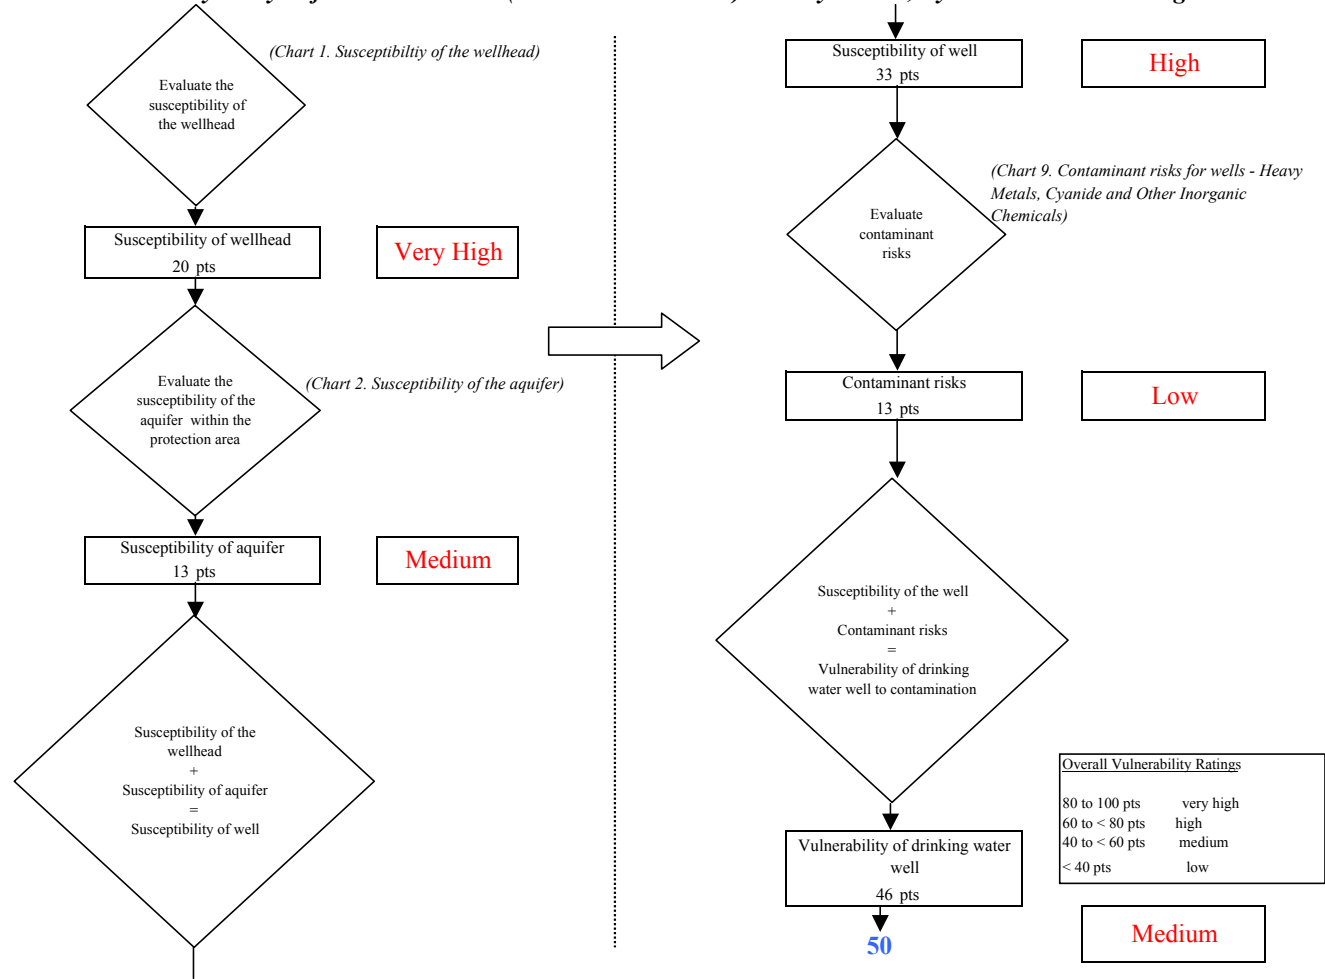 (Chart 1. Susceptibiltiy of the wellhead)
Evaluate the
susceptibility of
the wellhead
Susceptibility of wellhead
20 pts
Very High
Evaluate the
susceptibility of the
aquifer within the
protection area
(Chart 2. Susceptibility of the aquifer)
Susceptibility of aquifer
13 pts
Medium
Susceptibility of the
wellhead
+
Susceptibility of aquifer
=
Susceptibility of well
Susceptibility of well
33 pts
High
(Chart 9. Contaminant risks for wells - Heavy
Metals, Cyanide and Other Inorganic
Chemicals)
Evaluate
contaminant
risks
Contaminant risks
13 pts
Low
Susceptibility of the well
+
Contaminant risks
=
Vulnerability of drinking
water well to contamination
Overall Vulnerability Ratings
80 to 100 pts very high
60 to < 80 pts high
40 to < 60 pts medium
< 40 pts low
Vulnerability of drinking water
well
46 pts
50
Medium